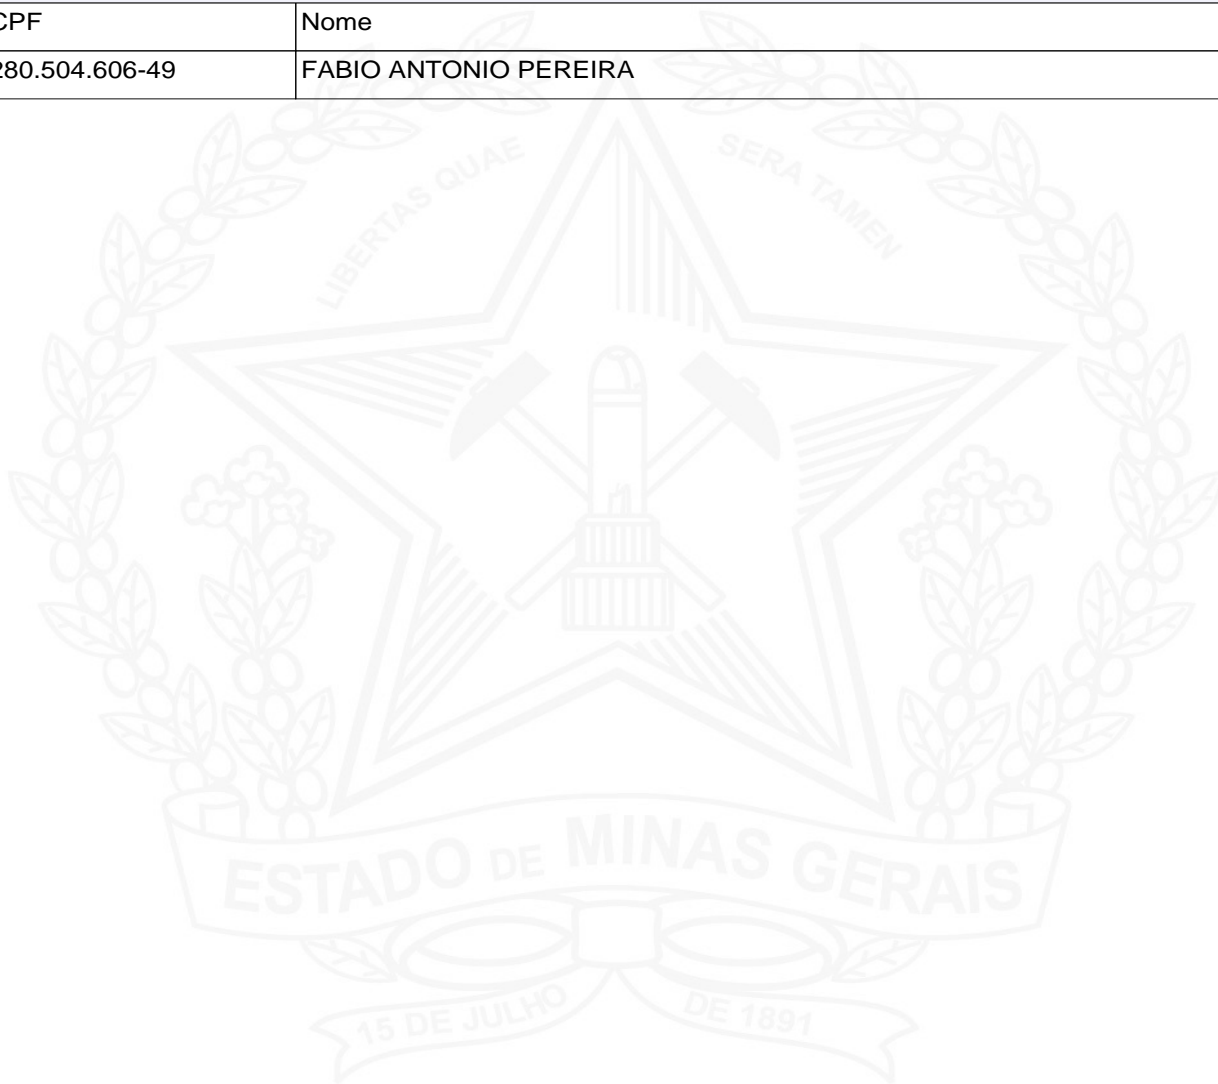 CPF Nome
280.504.606-49 FABIO ANTONIO PEREIRA
LIBERTAS QUAE SERA TAMEN
ESTADO DE MINAS GERAIS
15 DE JULHO DE 1891